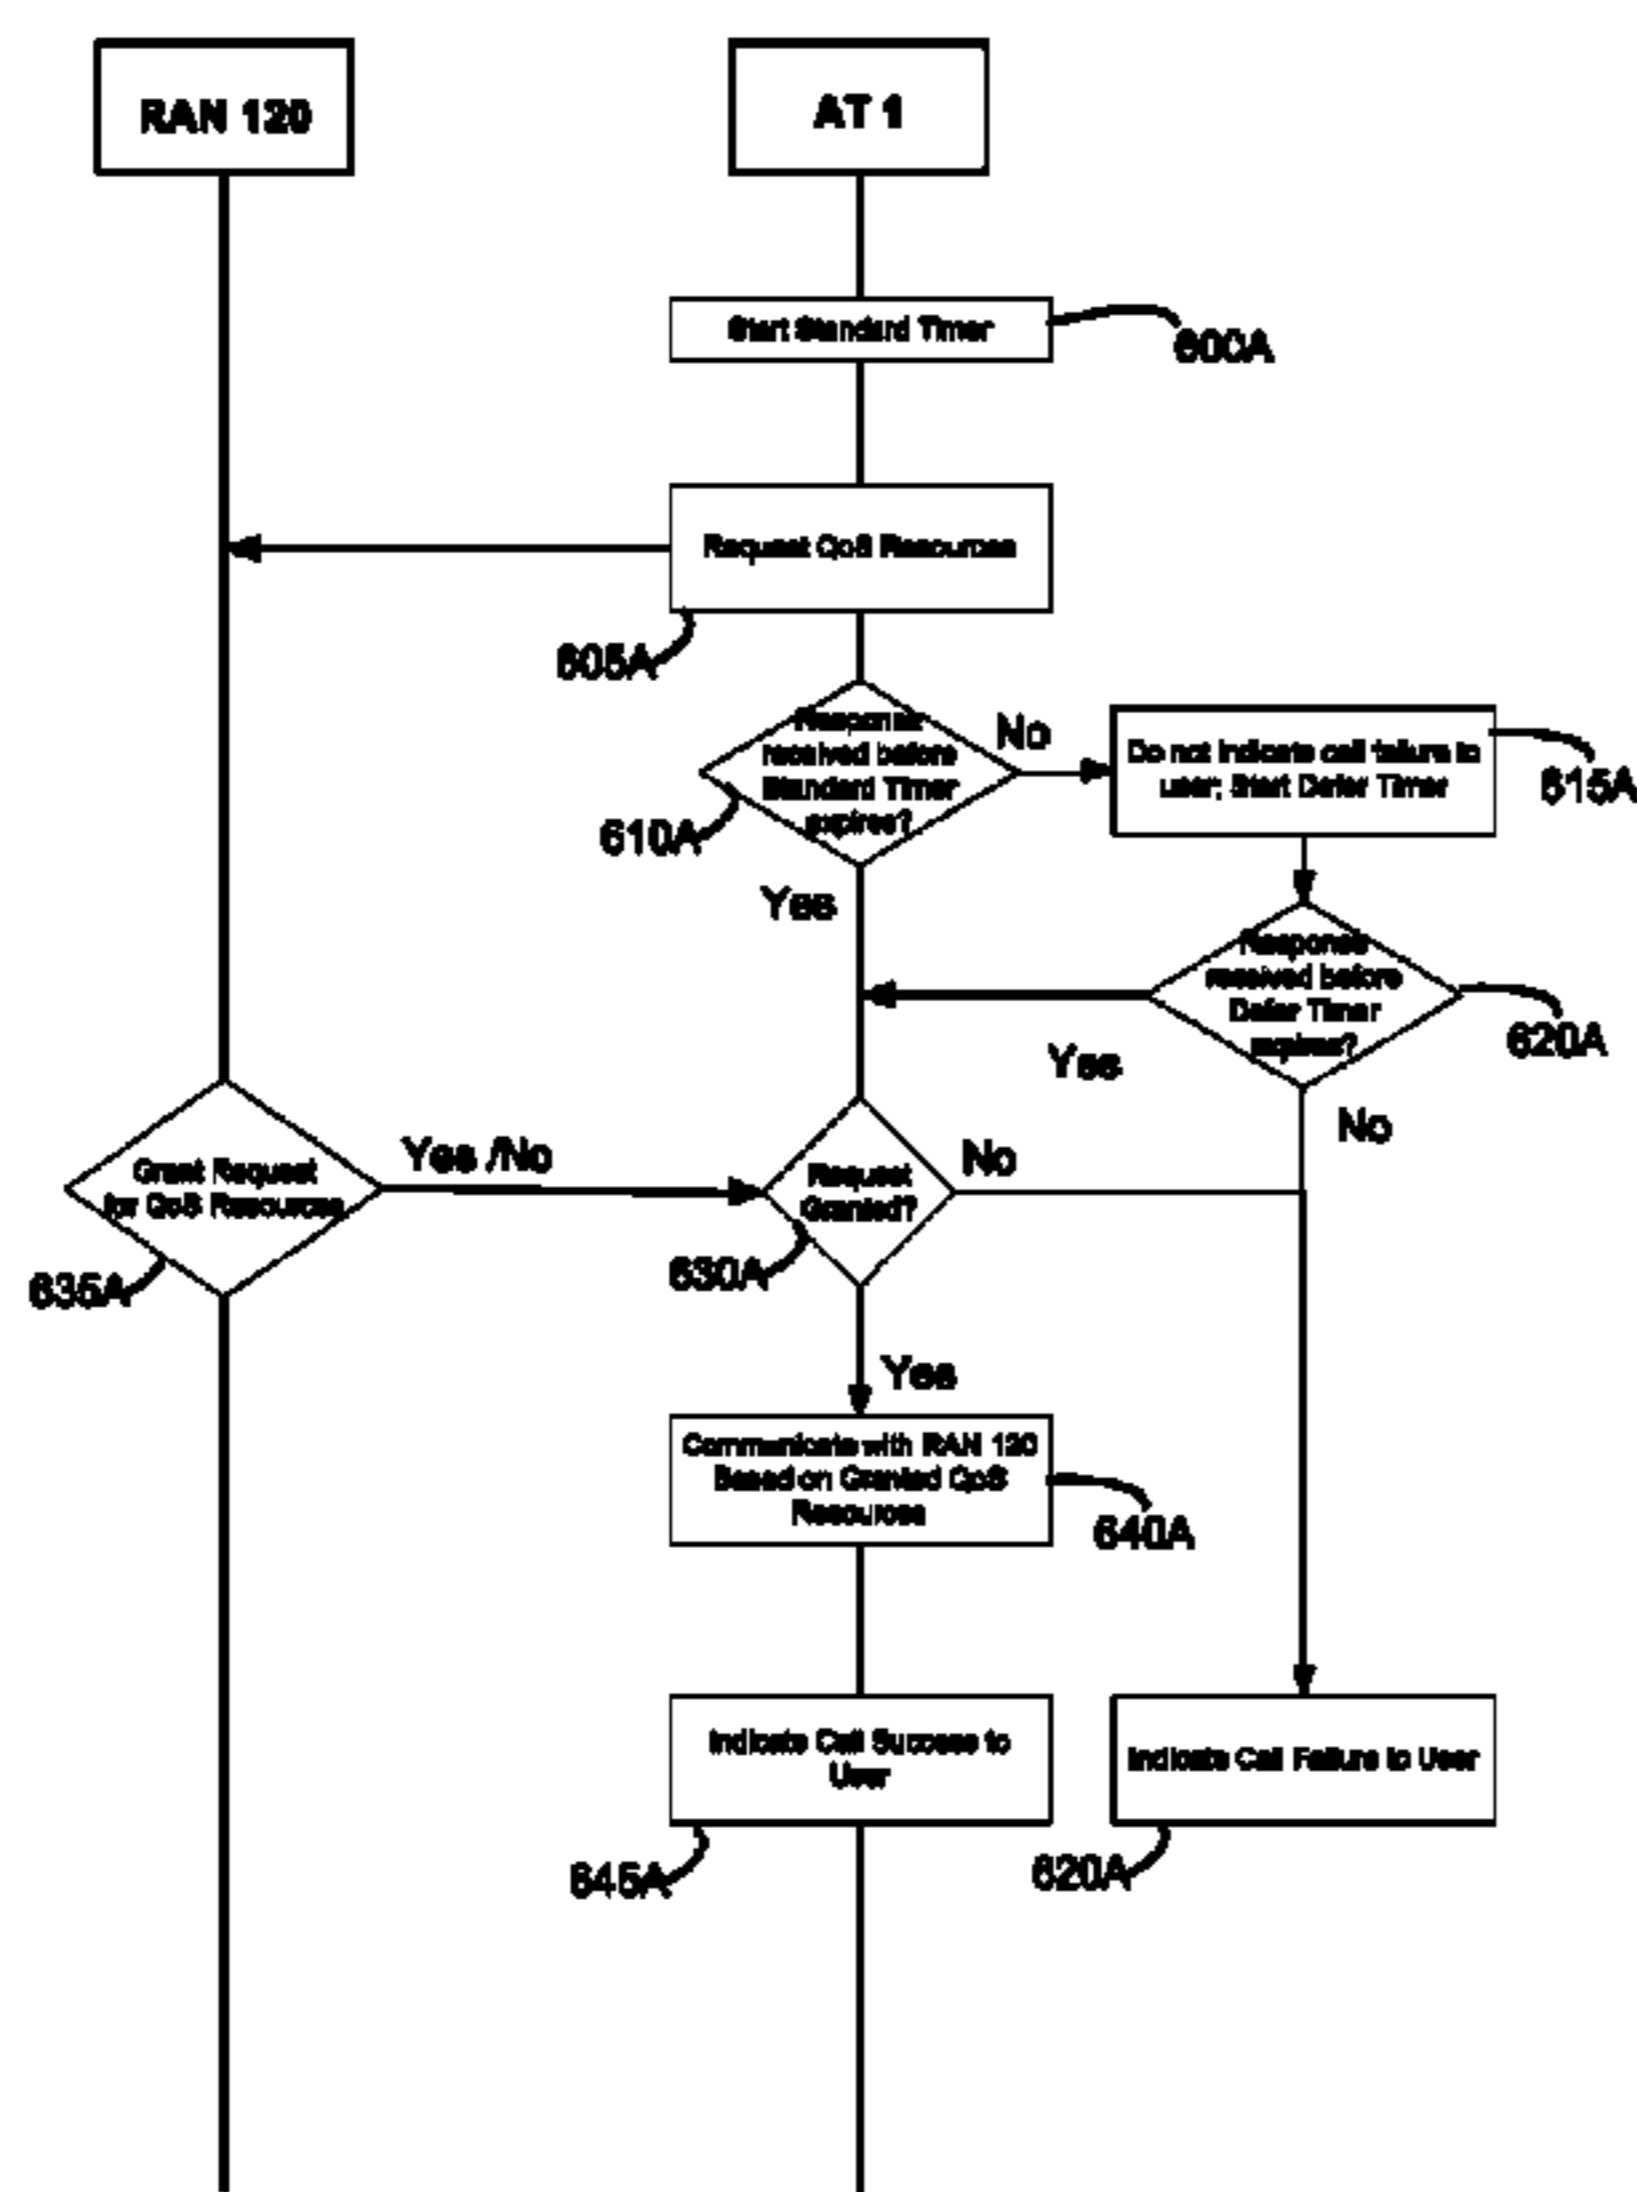 RAN 120
AT 1
Start Standard Timer
600A
Request QoS Resources
605A
Response
received before
Standard Timer
expires?
610A
No
Do not indicate call failure to
user; Start Defer Timer
615A
Yes
Response
received before
Defer Timer
expires?
620A
Yes
No
Grant Request
for QoS Resources
635A
Yes /No
Request
Granted?
630A
No
Yes
Communicate with RAN 120
Based on Granted QoS
Resources
640A
Indicate Call Success to
User
645A
Indicate Call Failure to User
620A